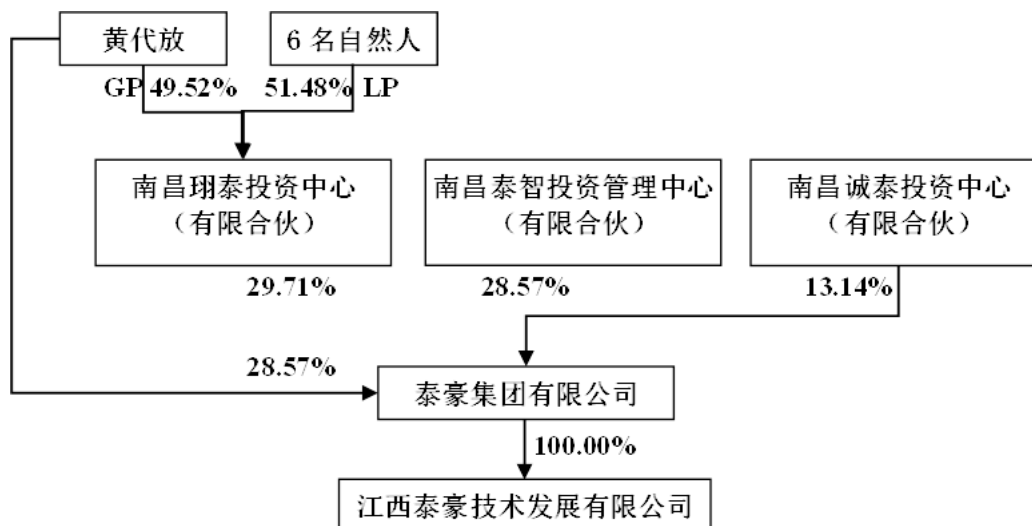 黄代放
6 名自然人
GP 49.52%
51.48% LP
南昌珝泰投资中心
（有限合伙）
南昌泰智投资管理中心
（有限合伙）
南昌诚泰投资中心
（有限合伙）
29.71%
28.57%
13.14%
28.57%
泰豪集团有限公司
100.00%
江西泰豪技术发展有限公司